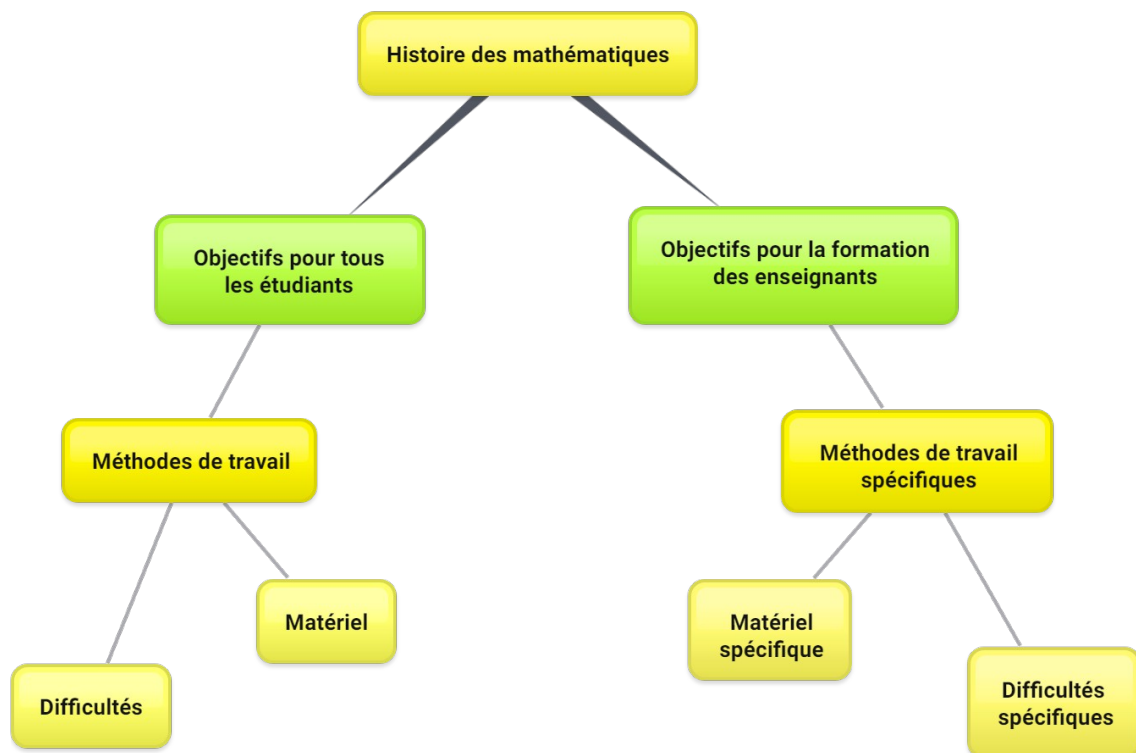 Histoire des mathématiques
Objectifs pour tous
les étudiants
Objectifs pour la formation
des enseignants
Méthodes de travail
Méthodes de travail
spécifiques
Matériel
Matériel
spécifique
Difficultés
Difficultés
spécifiques